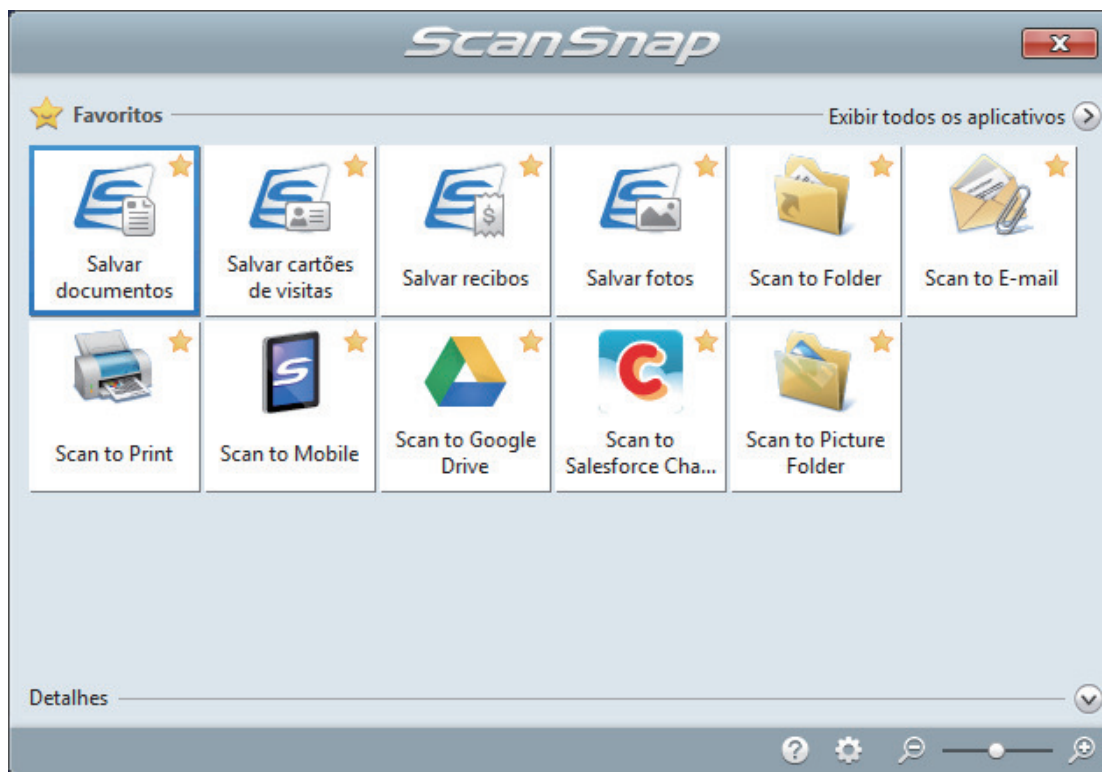 ScanSnap
Favoritos
Exibir todos os aplicativos
Salvar
documentos
Salvar cartões
de visitas
Salvar recibos
Salvar fotos
Scan to Folder
Scan to E-mail
Scan to Print
Scan to Mobile
Scan to Google
Drive
Scan to
Salesforce Cha...
Scan to Picture
Folder
Detalhes